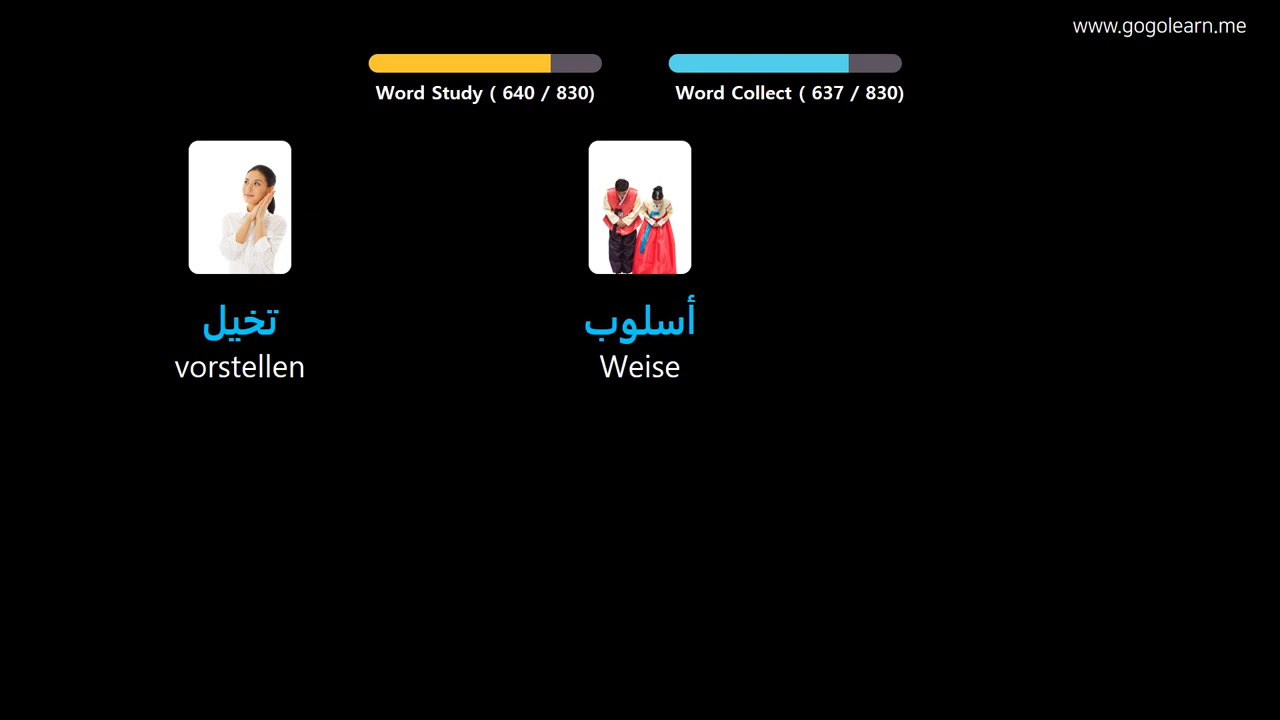 www.gogolearn.me
Word Study ( 640 / 830)
Word Collect ( 637 / 830)
تخيل
vorstellen
أسلوب
Weise